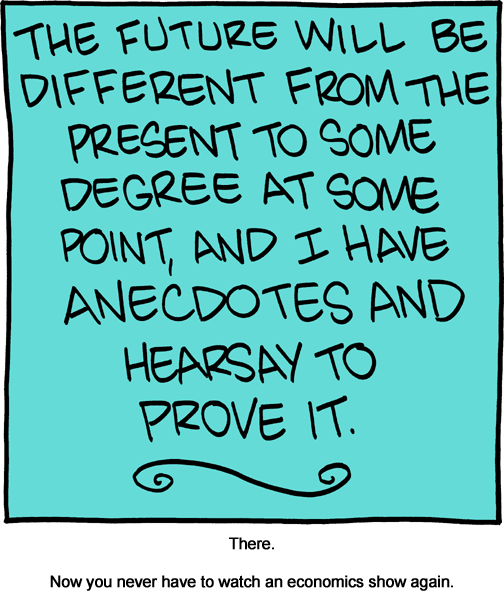 THE FUTURE WILL BE
DIFFERENT FROM THE
PRESENT TO SOME
DEGREE AT SOME
POINT, AND I HAVE
ANECDOTES AND
HEARSAY TO
PROVE IT.
There.
Now you never have to watch an economics show again.